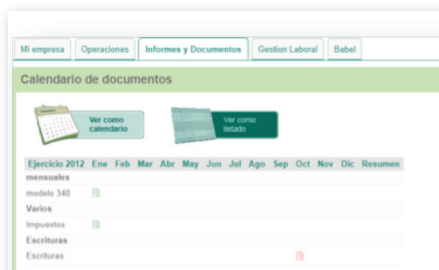 Mi empresa Operaciones Informes y Documentos Gestion Laboral Babel
Calendario de documentos
Ver como
calendario
Ver como
listado
Ejercicio 2012 Ene Feb Mar Abr May Jun Jul Ago Sep Oct Nov Dic Resumen
mensuales
modelo 340
Varios
Impuestos
Escrituras
Escrituras